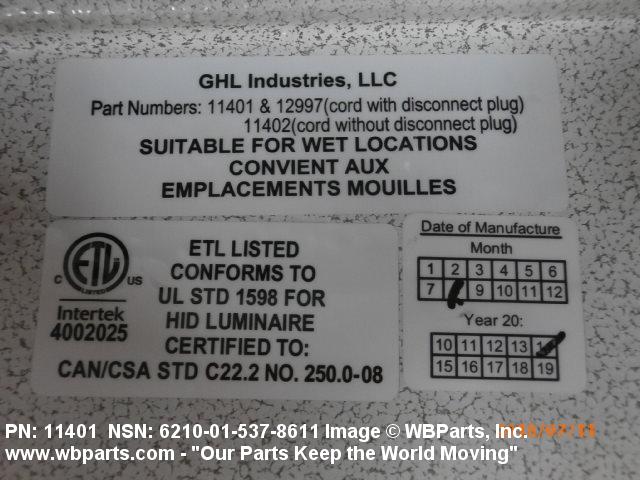 GHL Industries, LLC
Part Numbers: 11401 & 12997(cord with disconnect plug)
11402(cord without disconnect plug)
SUITABLE FOR WET LOCATIONS
CONVIENT AUX
EMPLACEMENTS MOUILLES
ETL LISTED
CONFORMS TO
UL STD 1598 FOR
HID LUMINAIRE
CERTIFIED TO:
CAN/CSA STD C22.2 NO. 250.0-08
ETL
LISTED
C US
Intertek
4002025
Date of Manufacture
Month
1 2 3 4 5 6
7 9 10 11 12
Year 20:
10 11 12 13
15 16 17 18 19
PN: 11401 NSN: 6210-01-537-8611 Image © WBParts, Inc.
www.wbparts.com - "Our Parts Keep the World Moving"